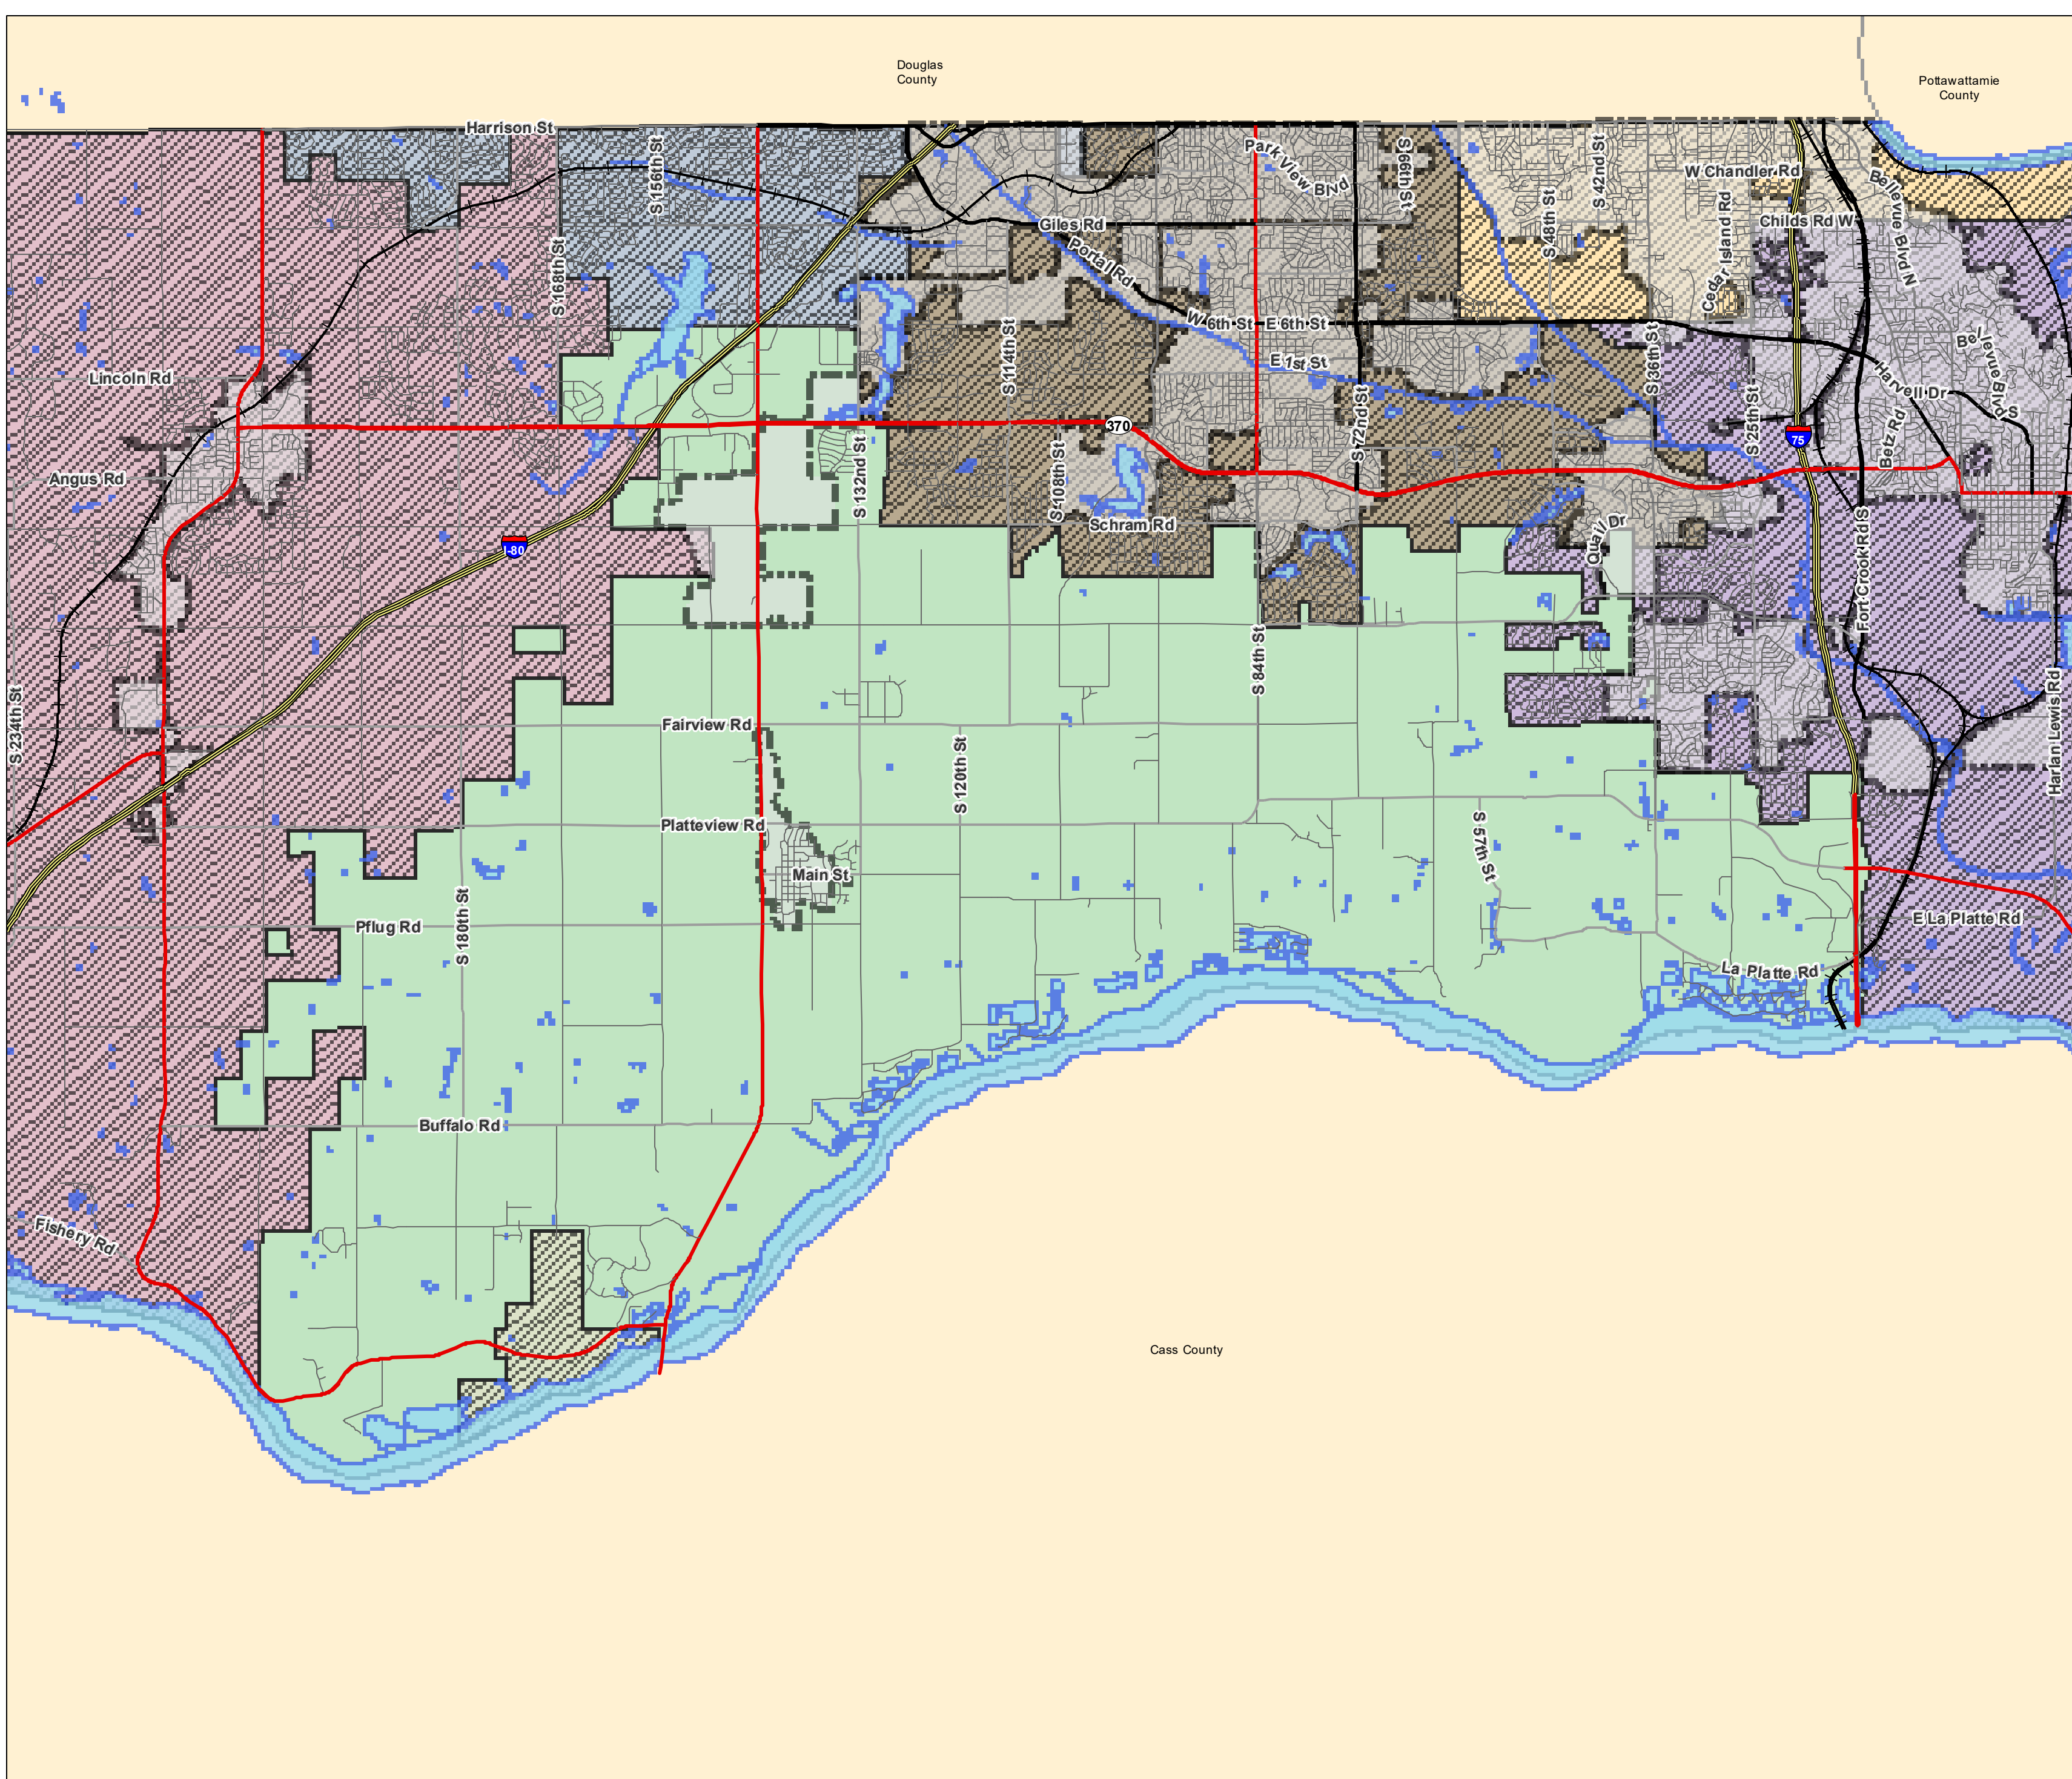 Douglas
County
Pottawattamie
County
Harrison St
S 156th St
S 168th St
Park View Blvd
S 66th St
S 42nd St
W Chandler Rd
Bellevue Blvd N
S 48th St
Cedar Island Rd
Childs Rd W
Giles Rd
Portal Rd
W 6th St
E 6th St
E 1st St
S 114th St
S 36th St
Bellevue Blvd S
Harvell Dr
Lincoln Rd
S 72nd St
S 25th St
370
75
Betz Rd
Angus Rd
S 132nd St
S 108th St
Schram Rd
Quail Dr
I-80
Fort Crook Rd S
S 84th St
S 234th St
Harlan Lewis Rd
Fairview Rd
S 120th St
Platteview Rd
S 57th St
Main St
S 180th St
Pflug Rd
E La Platte Rd
La Platte Rd
Buffalo Rd
Fishery Rd
Cass County